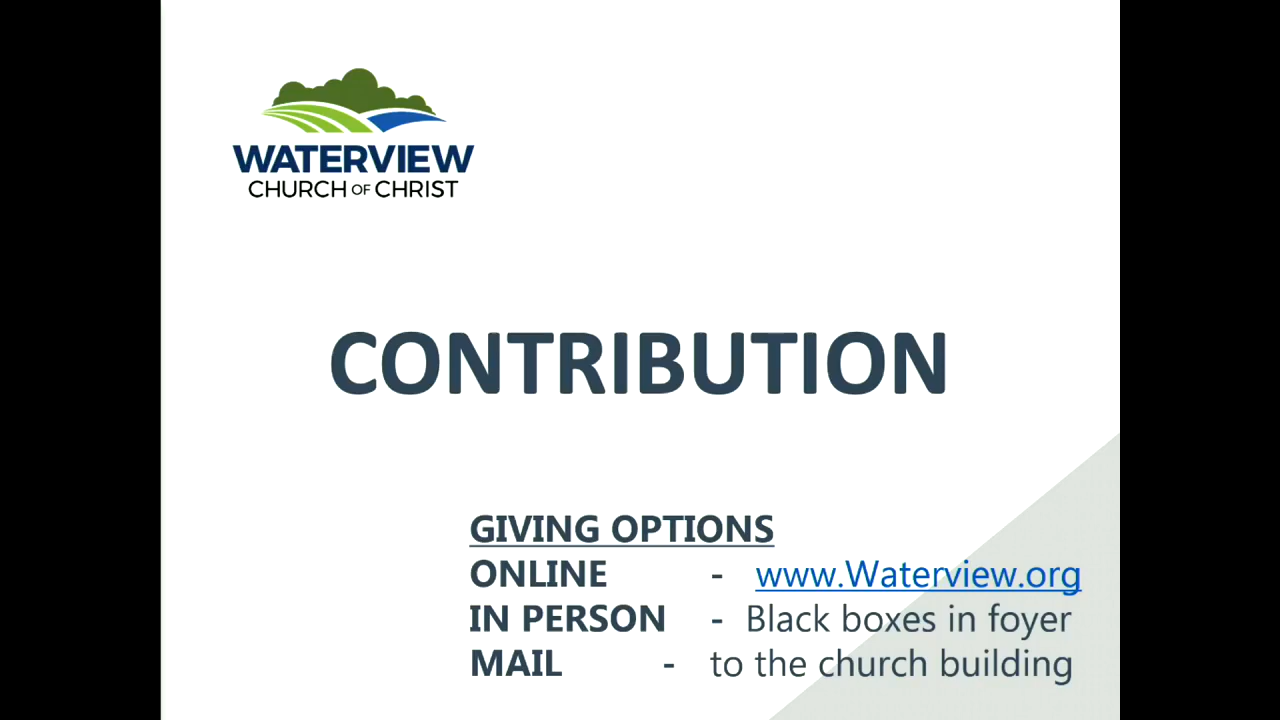 WATERVIEW
CHURCH OF CHRIST
CONTRIBUTION
GIVING OPTIONS
ONLINE - www.Waterview.org
IN PERSON - Black boxes in foyer
MAIL - to the church building